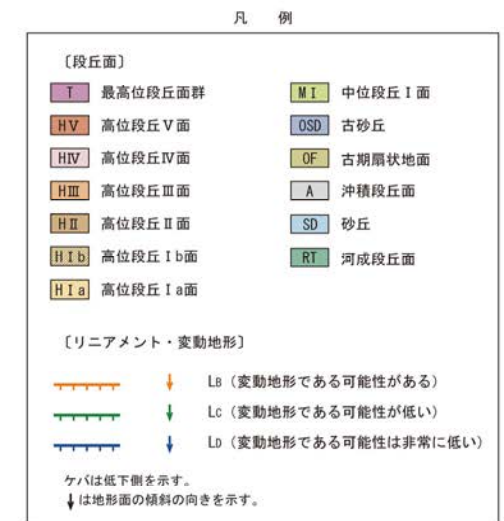 凡 例
〔段丘面〕
T 最高位段丘面群
HⅤ 高位段丘Ⅴ面
HⅣ 高位段丘Ⅳ面
HⅢ 高位段丘Ⅲ面
HⅡ 高位段丘Ⅱ面
HⅠb 高位段丘Ⅰb面
HⅠa 高位段丘Ⅰa面
MⅠ 中位段丘Ⅰ面
OSD 古砂丘
OF 古期扇状地面
A 沖積段丘面
SD 砂丘
RT 河成段丘面
〔リニアメント・変動地形〕
LB（変動地形である可能性がある）
LC（変動地形である可能性が低い）
LD（変動地形である可能性は非常に低い）
ケバは低下側を示す。
↓は地形面の傾斜の向きを示す。